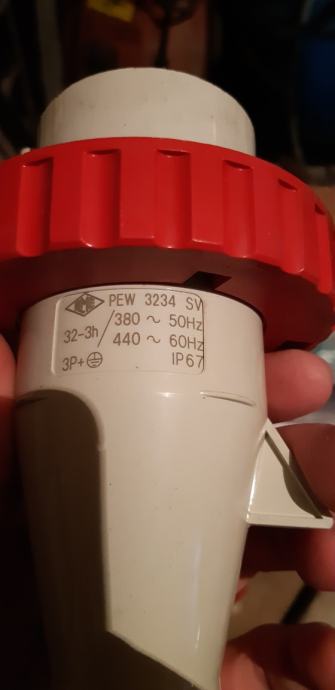 PEW 3234 SV
32-3h/380 ~ 50Hz
440 ~ 60Hz
3P+⏚ IP67